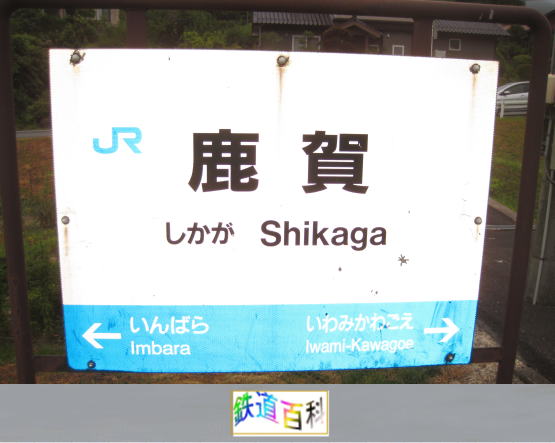 JR
鹿賀
しかが Shikaga
← いんばら いわみかわごえ →
Imbara Iwami-Kawagoe
鉄道百科